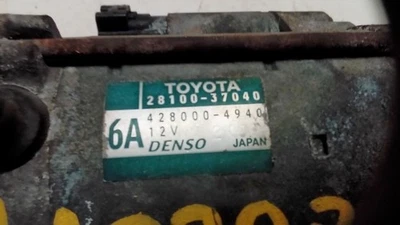 TOYOTA
28100-37040
428000-4940
6A 12V
DENSO JAPAN